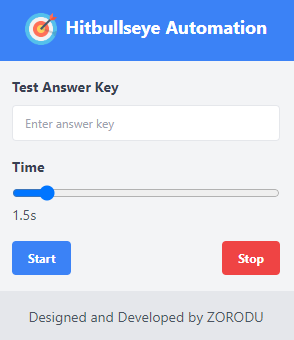 Hitbullseye Automation
Test Answer Key
Enter answer key
Time
1.5s
Start
Stop
Designed and Developed by ZORODU